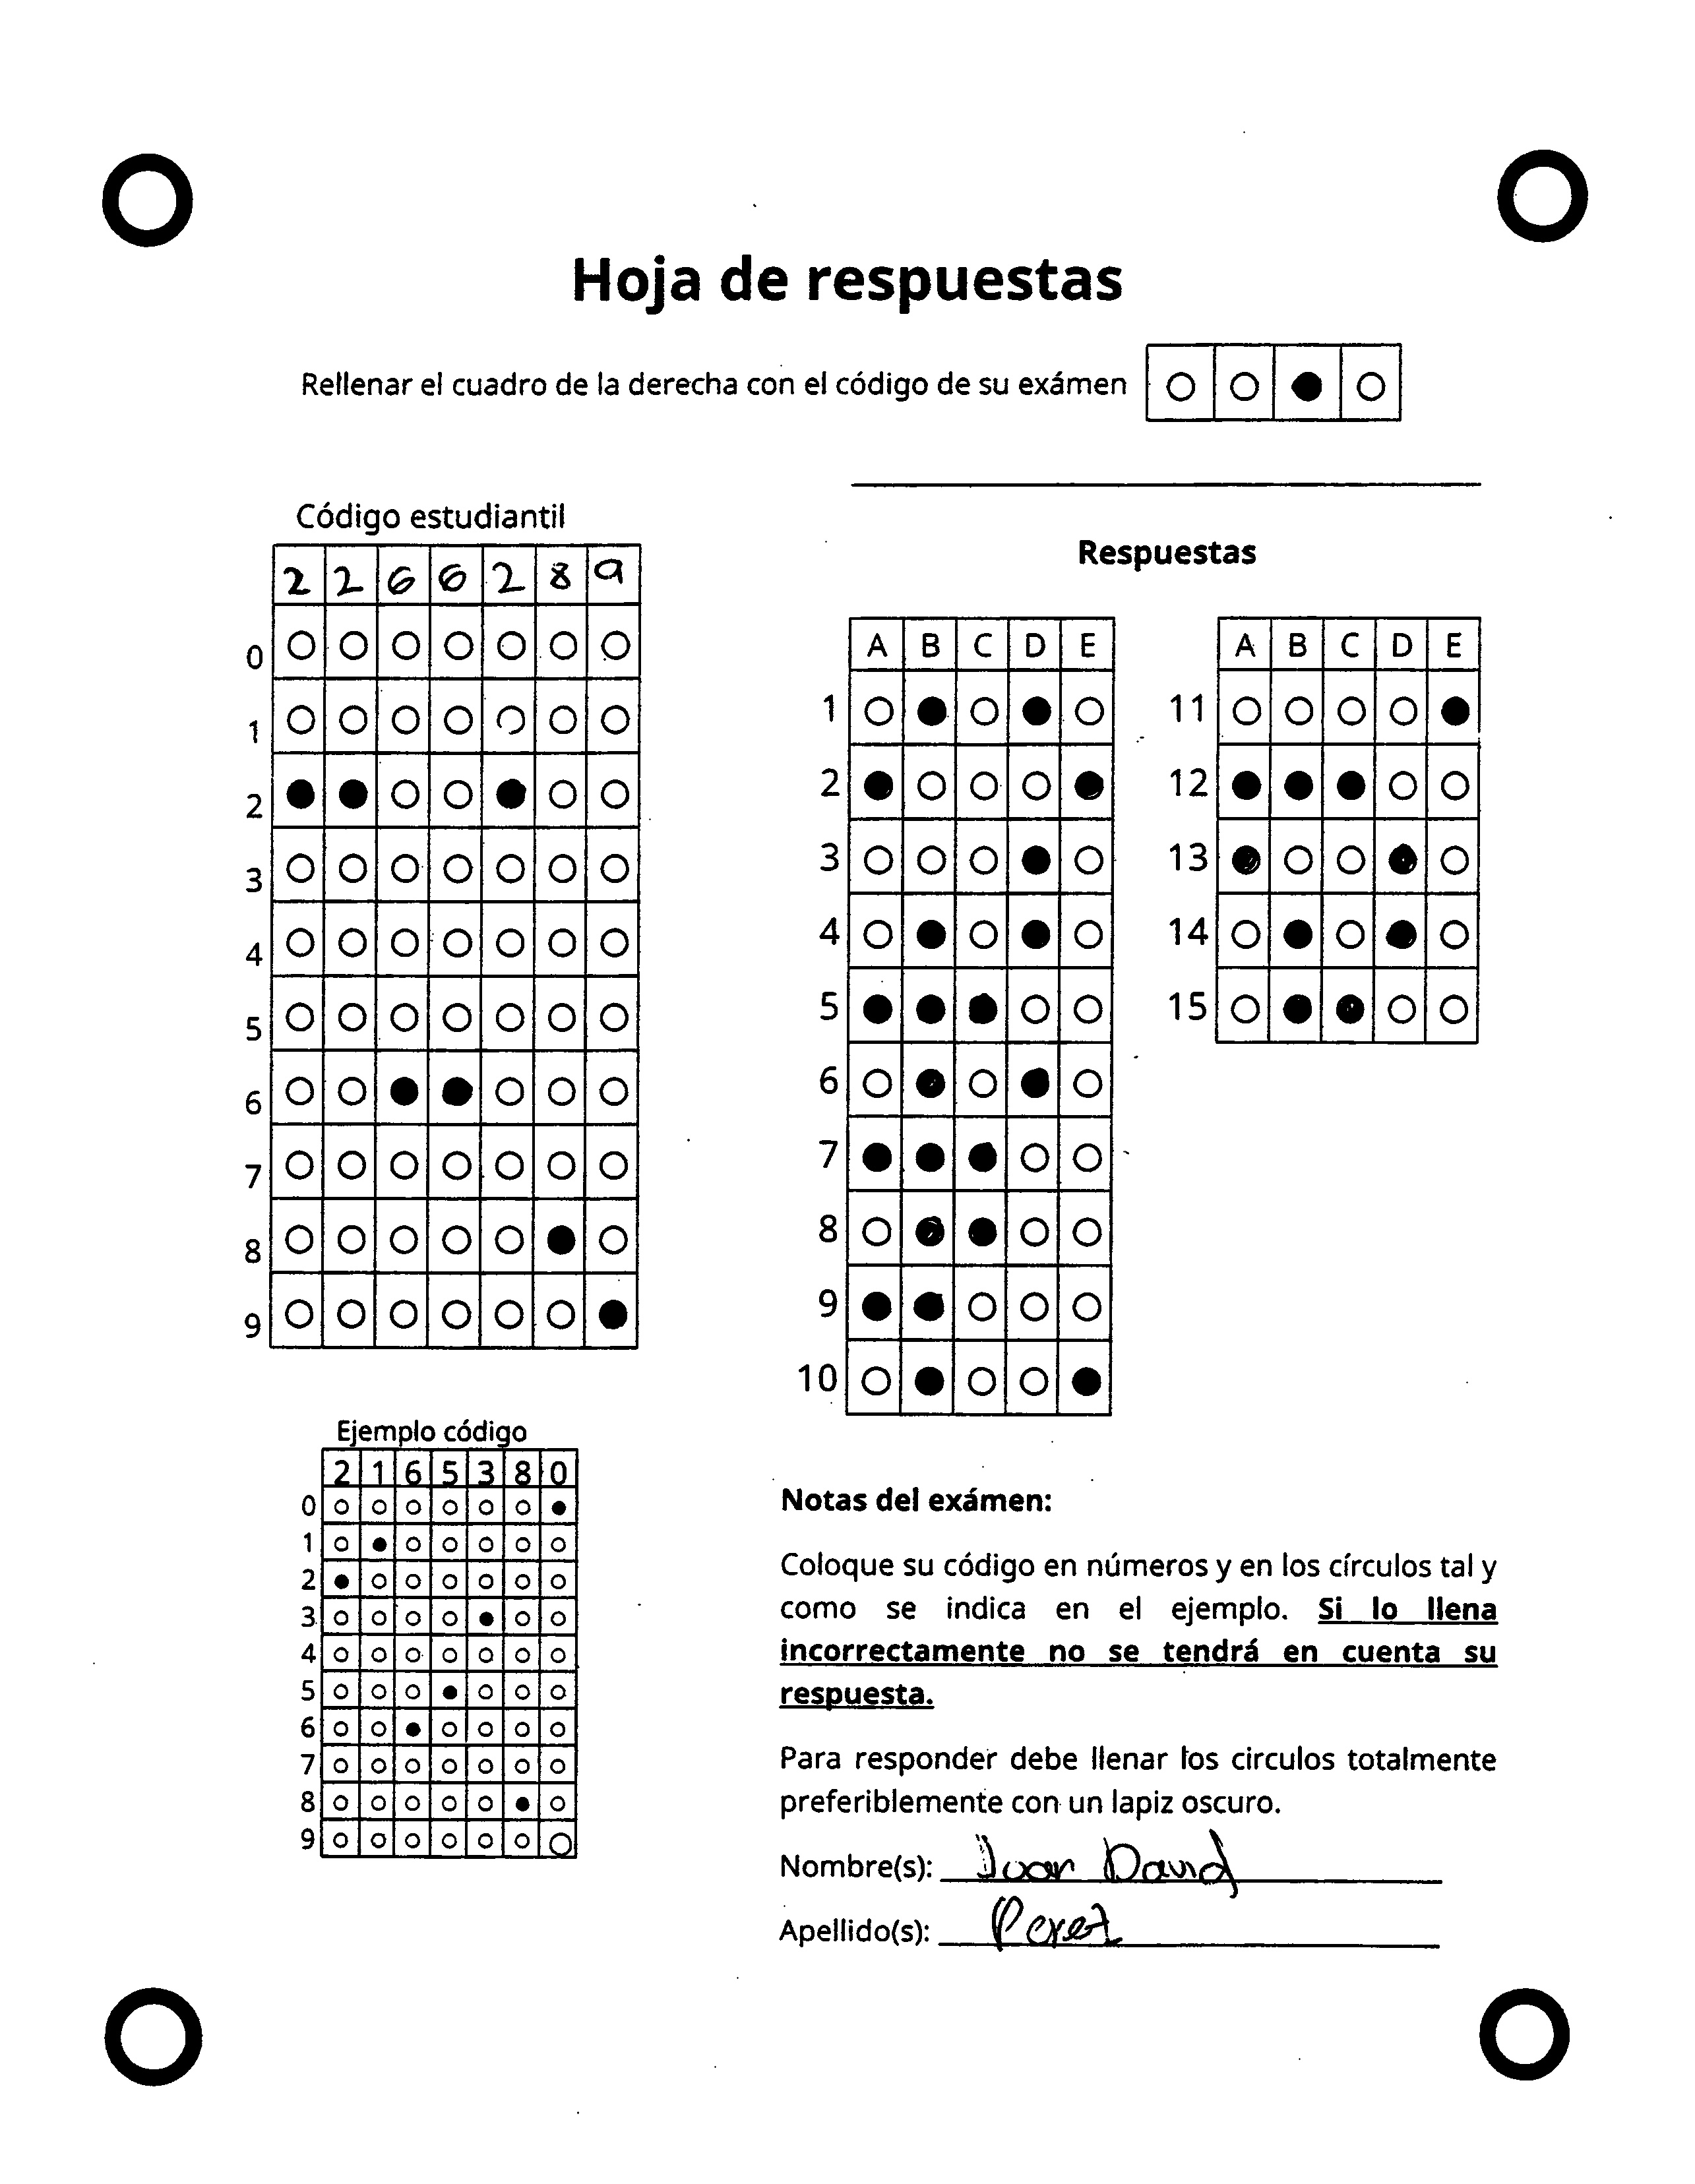 Hoja de respuestas
Rellenar el cuadro de la derecha con el código de su exámen
Código estudiantil
2 2 6 6 2 8 9
0
1
2
3
4
5
6
7
8
9
Ejemplo código
2 1 6 5 3 8 0
0
1
2
3
4
5
6
7
8
9
Respuestas
A B C D E
1
2
3
4
5
6
7
8
9
10
A B C D E
11
12
13
14
15
Notas del exámen:
Coloque su código en números y en los círculos tal y
como se indica en el ejemplo. Si lo llena
incorrectamente no se tendrá en cuenta su
respuesta.
Para responder debe llenar los circulos totalmente
preferiblemente con un lapiz oscuro.
Nombre(s): Juan David
Apellido(s): Perez